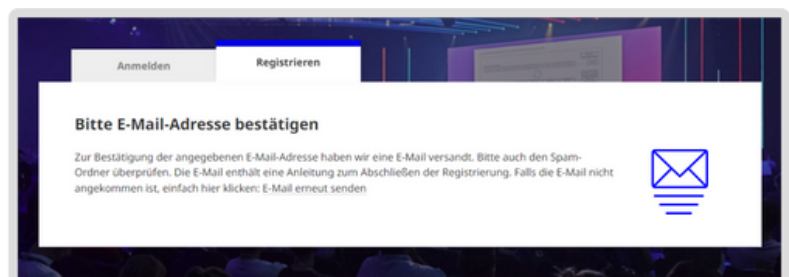 Anmelden
Registrieren
Bitte E-Mail-Adresse bestätigen
Zur Bestätigung der angegebenen E-Mail-Adresse haben wir eine E-Mail versandt. Bitte auch den Spam-
Ordner überprüfen. Die E-Mail enthält eine Anleitung zum Abschließen der Registrierung. Falls die E-Mail nicht
angekommen ist, einfach hier klicken: E-Mail erneut senden